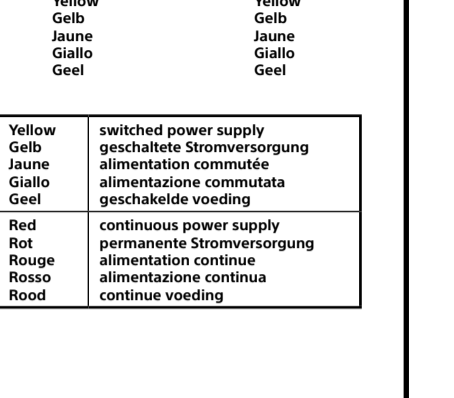 Yellow Yellow
Gelb Gelb
Jaune Jaune
Giallo Giallo
Geel Geel
Yellow switched power supply
Gelb geschaltete Stromversorgung
Jaune alimentation commutée
Giallo alimentazione commutata
Geel geschakelde voeding
Red continuous power supply
Rot permanente Stromversorgung
Rouge alimentation continue
Rosso alimentazione continua
Rood continue voeding